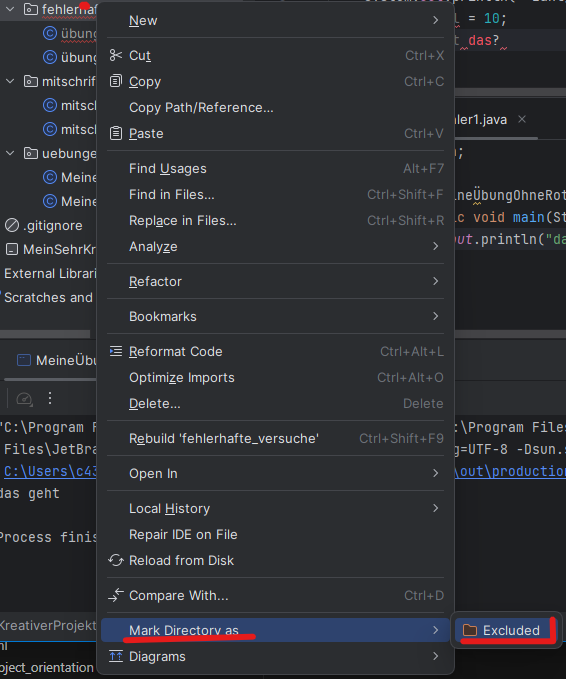 fehlerhaf
übung
übung
mitschrif
mitsch
mitsch
uebunge
Meine
Meine
.gitignore
MeinSehrKr
External Librari
Scratches and
= 10;
t das?
ler1.java
ineÜbungOhneRot
ic void main(St
out.println("da
New
Cut Ctrl+X
Copy Ctrl+C
Copy Path/Reference...
Paste Ctrl+V
Find Usages Alt+F7
Find in Files... Ctrl+Shift+F
Replace in Files... Ctrl+Shift+R
Analyze
Refactor
Bookmarks
Reformat Code Ctrl+Alt+L
Optimize Imports Ctrl+Alt+O
Delete... Delete
Rebuild 'fehlerhafte_versuche' Ctrl+Shift+F9
Open In
Local History
Repair IDE on File
Reload from Disk
Compare With... Ctrl+D
Mark Directory as
Excluded
Diagrams
MeineÜbu
"C:\Program F :\Program Files
Files\JetBra g=UTF-8 -Dsun.s
C:\Users\c43 \out\production
das geht
Process finis
KreativerProjekt
oject_orientation